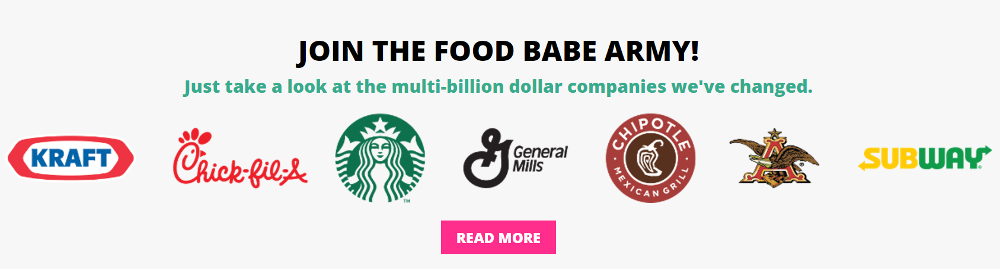 JOIN THE FOOD BABE ARMY!
Just take a look at the multi-billion dollar companies we've changed.
KRAFT
Chick-fil-A
TM
General
Mills
CHIPOTLE
MEXICAN GRILL
A
®
SUBWAY®
READ MORE